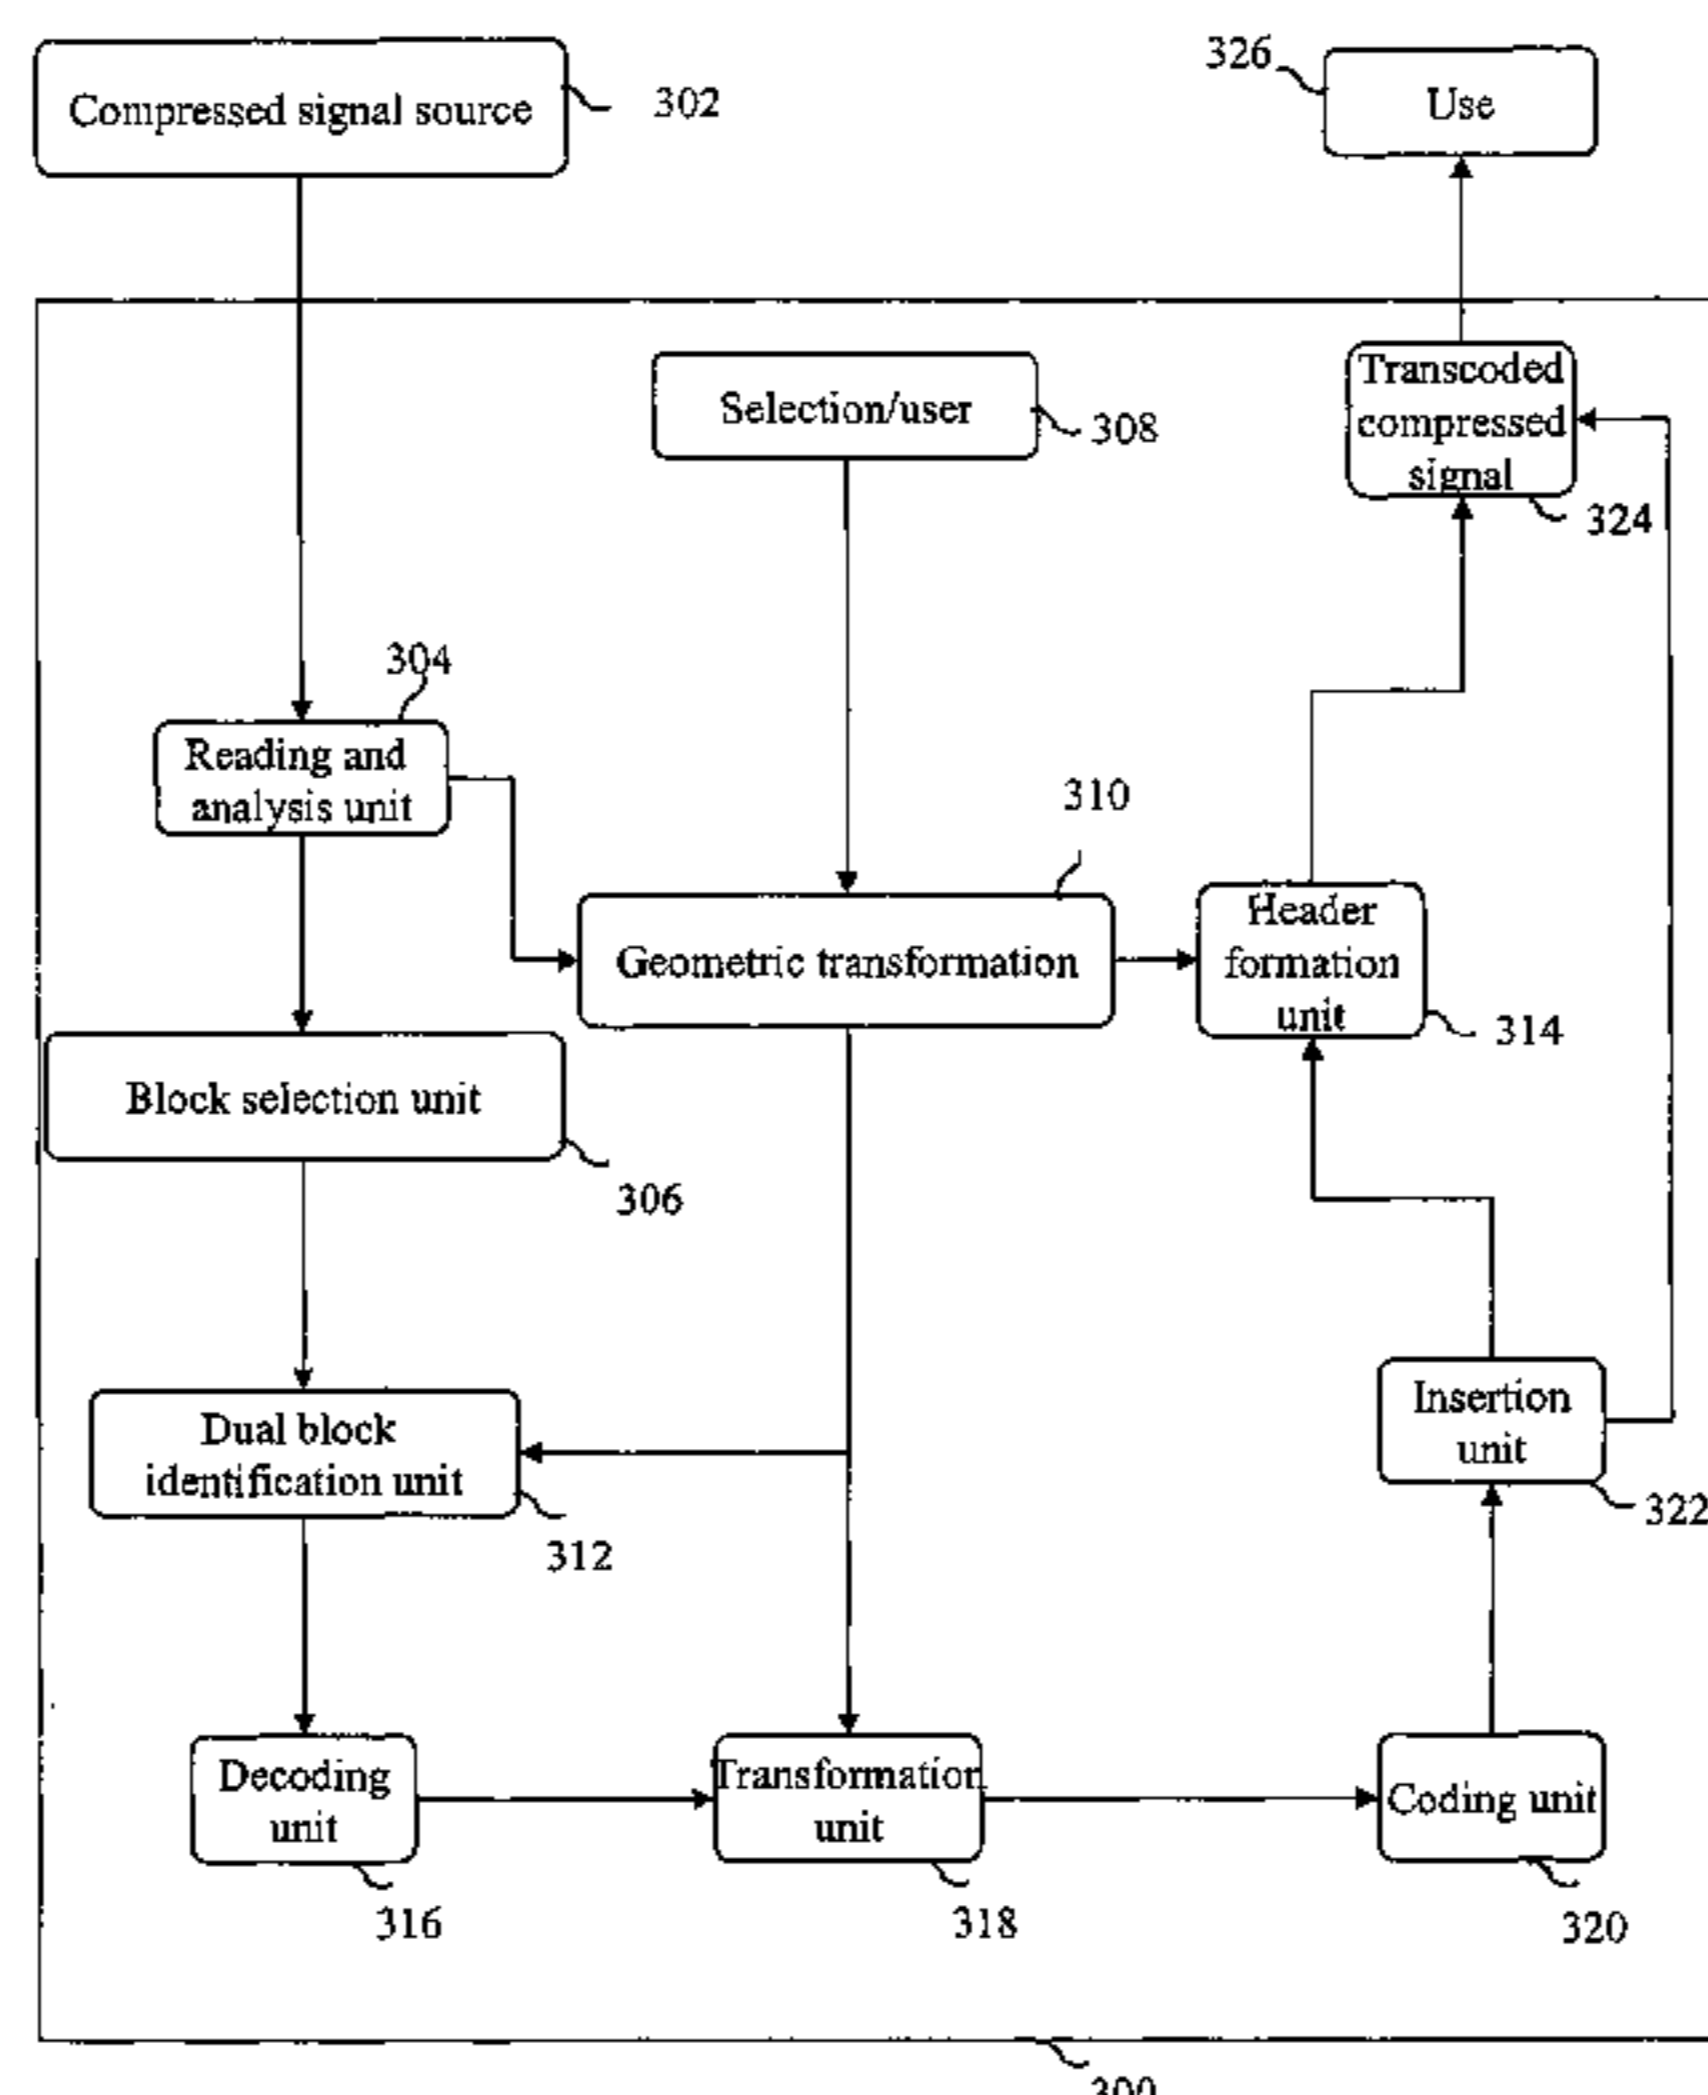 Compressed signal source
302
326
Use
Selection/user
308
Transcoded
compressed
signal
324
304
Reading and
analysis unit
310
Geometric transformation
Header
formation
unit
314
Block selection unit
306
Dual block
identification unit
312
Insertion
unit
322
Decoding
unit
316
Transformation
unit
318
Coding unit
320
300